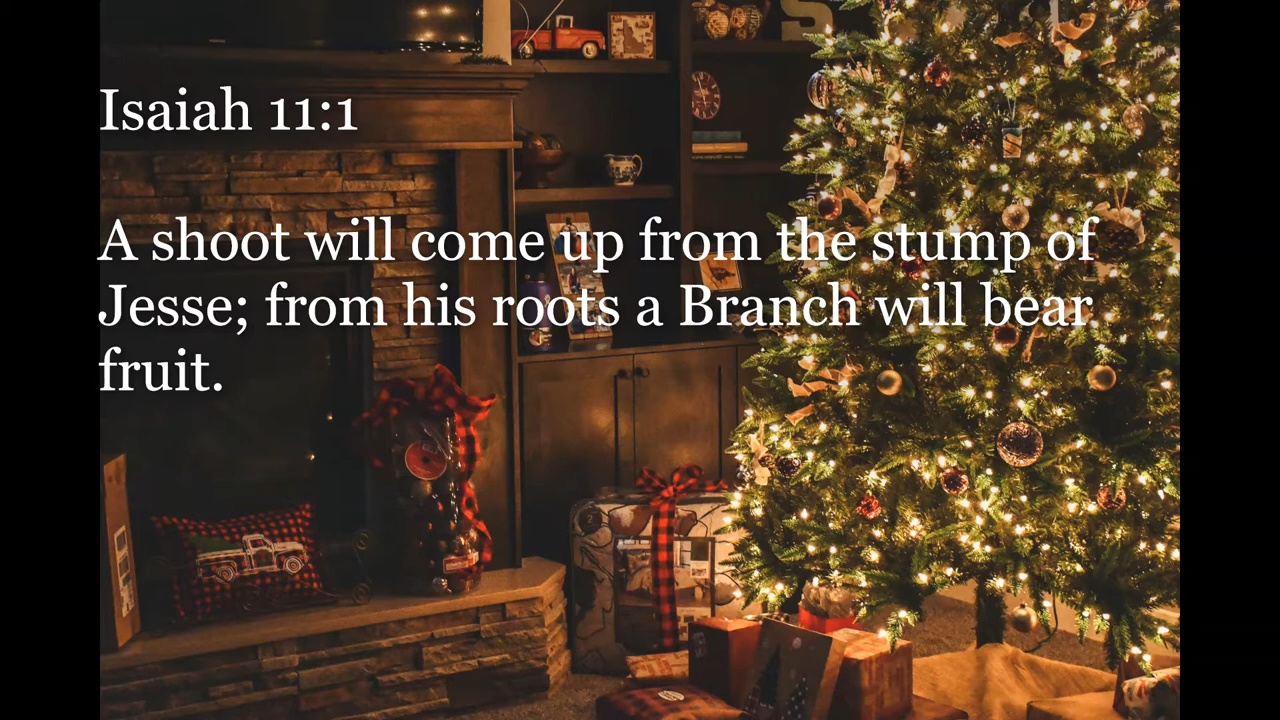 Isaiah 11:1
A shoot will come up from the stump of
Jesse; from his roots a Branch will bear
fruit.